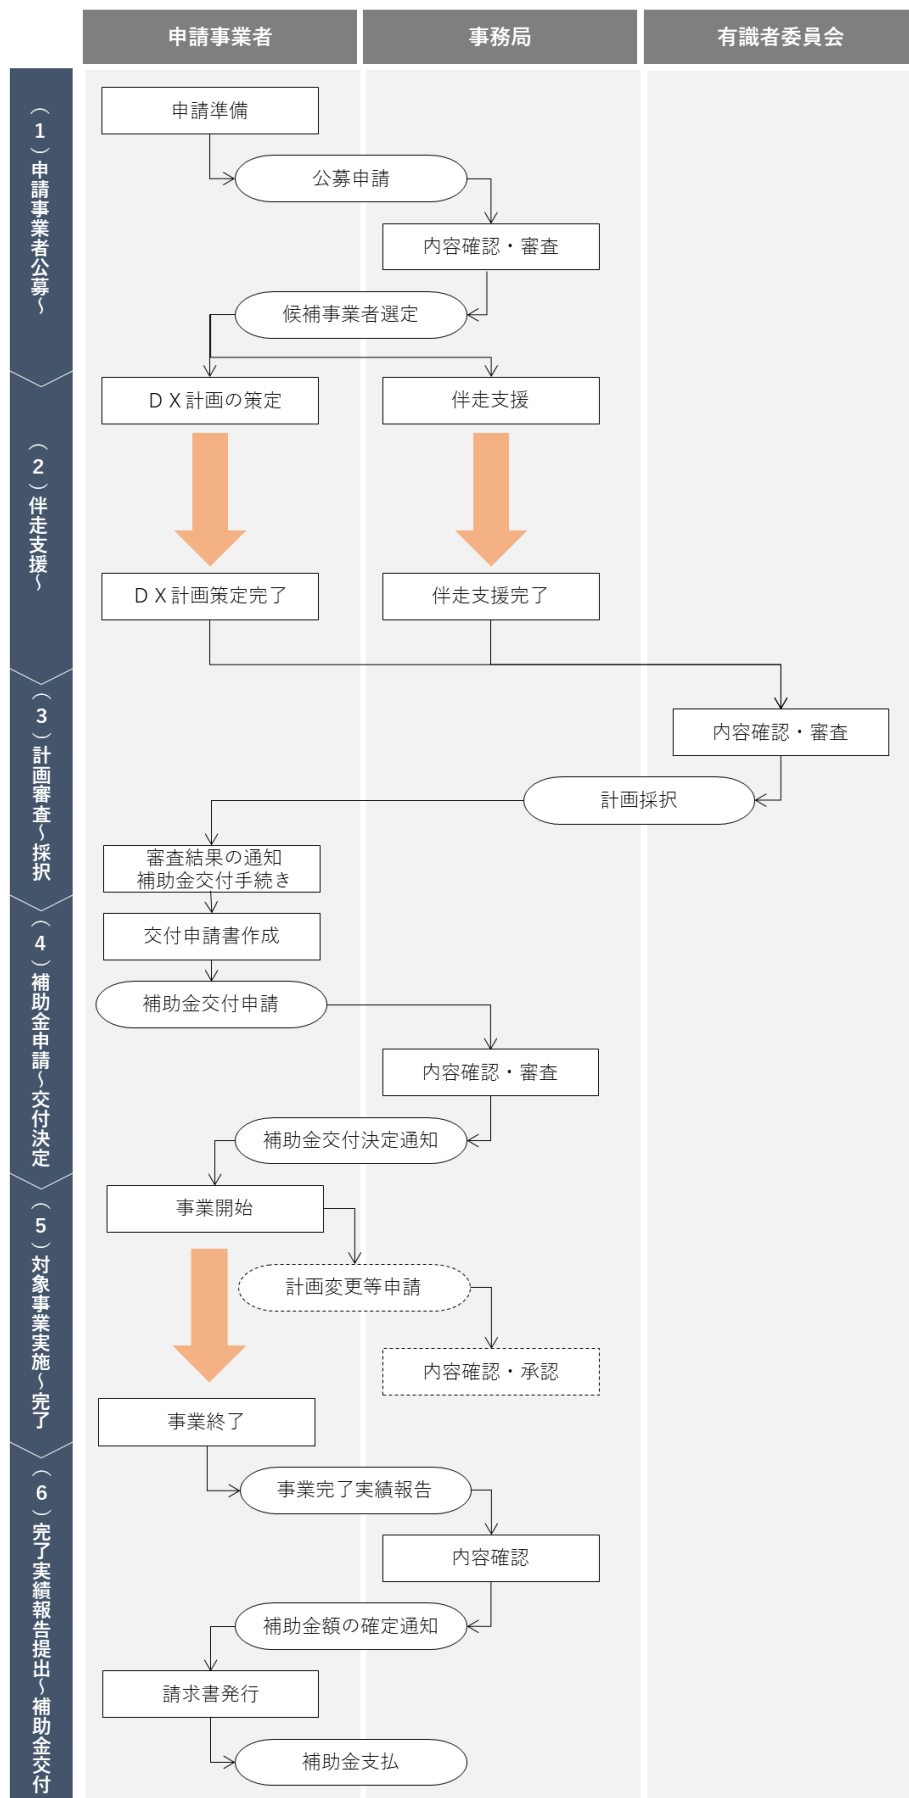 申請事業者
事務局
有識者委員会
（1）申請事業者公募～
申請準備
公募申請
内容確認・審査
候補事業者選定
（2）伴走支援～
ＤＸ計画の策定
伴走支援
ＤＸ計画策定完了
伴走支援完了
（3）計画審査～採択
内容確認・審査
計画採択
審査結果の通知
補助金交付手続き
（4）補助金申請～交付決定
交付申請書作成
補助金交付申請
内容確認・審査
補助金交付決定通知
（5）対象事業実施～完了
事業開始
計画変更等申請
内容確認・承認
事業終了
（6）完了実績報告提出～補助金交付
事業完了実績報告
内容確認
補助金額の確定通知
請求書発行
補助金支払